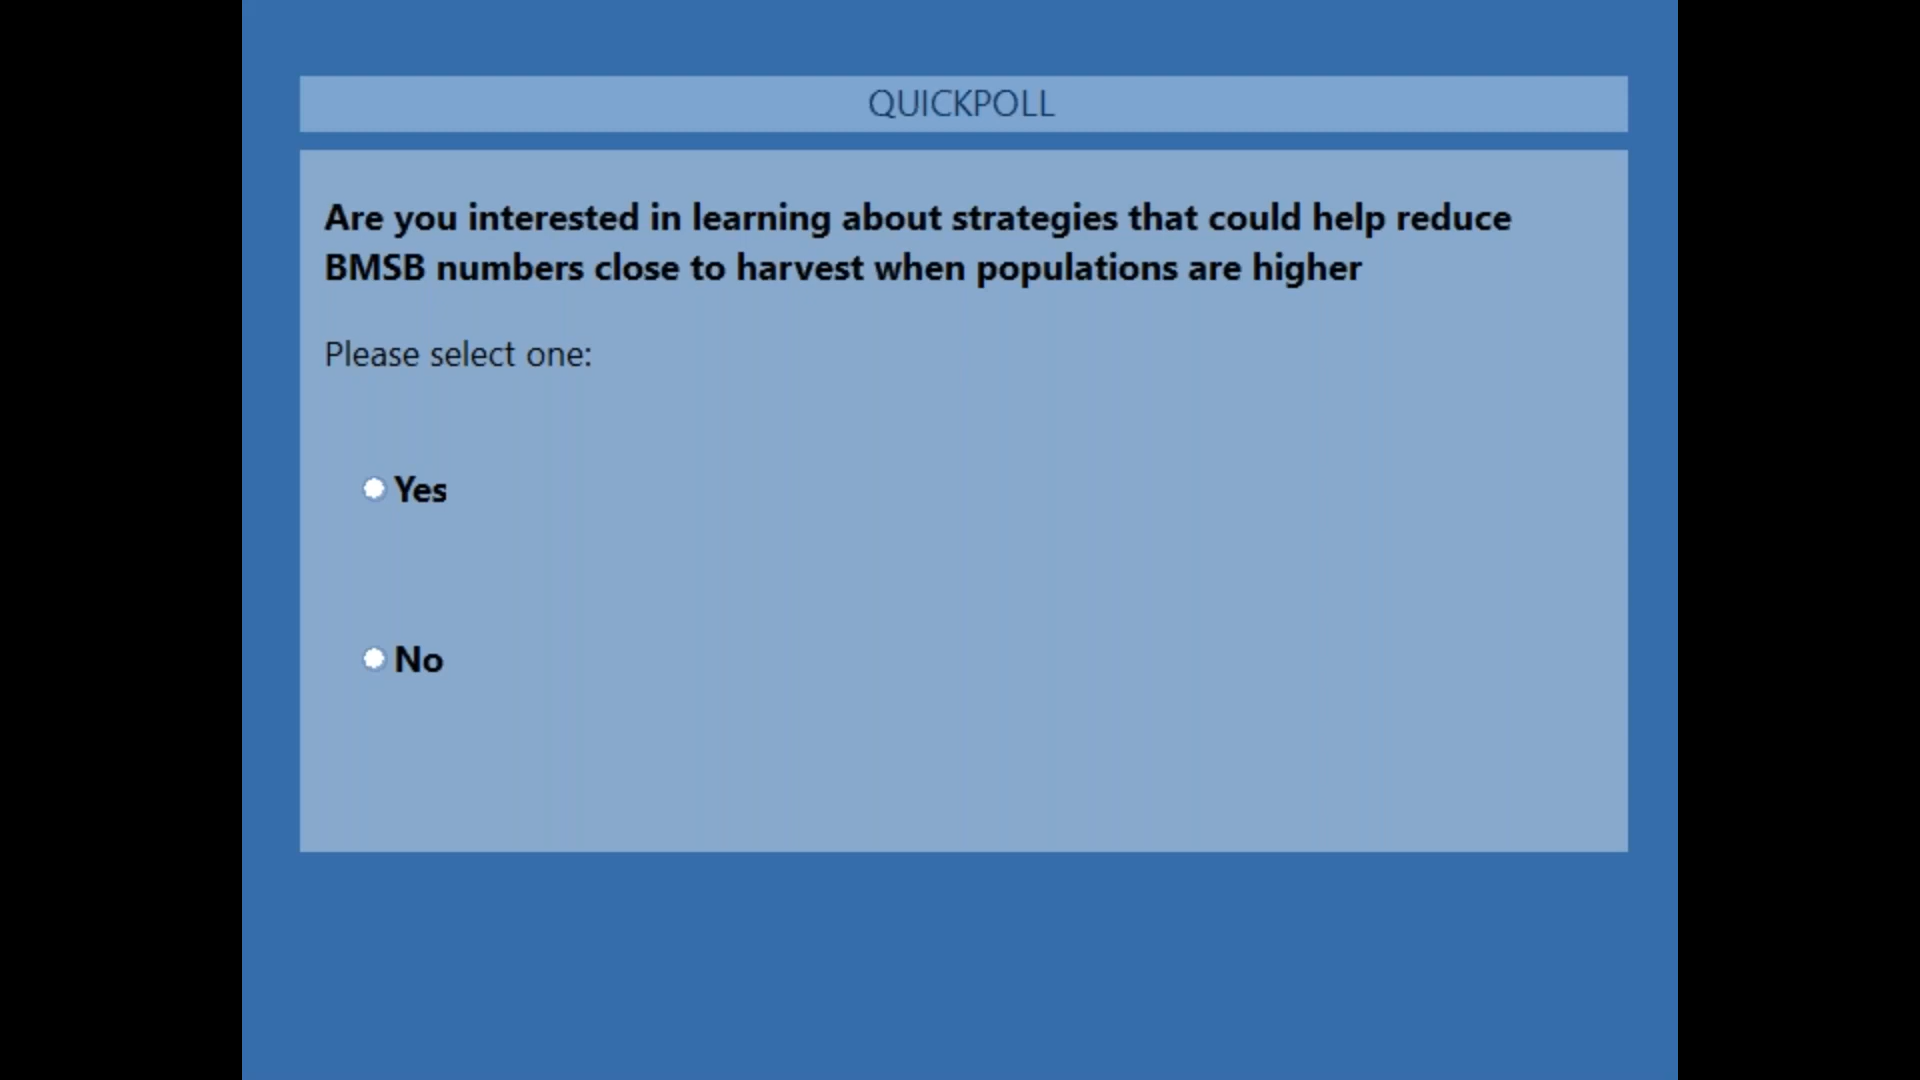 QUICKPOLL
Are you interested in learning about strategies that could help reduce
BMSB numbers close to harvest when populations are higher
Please select one:
Yes
No